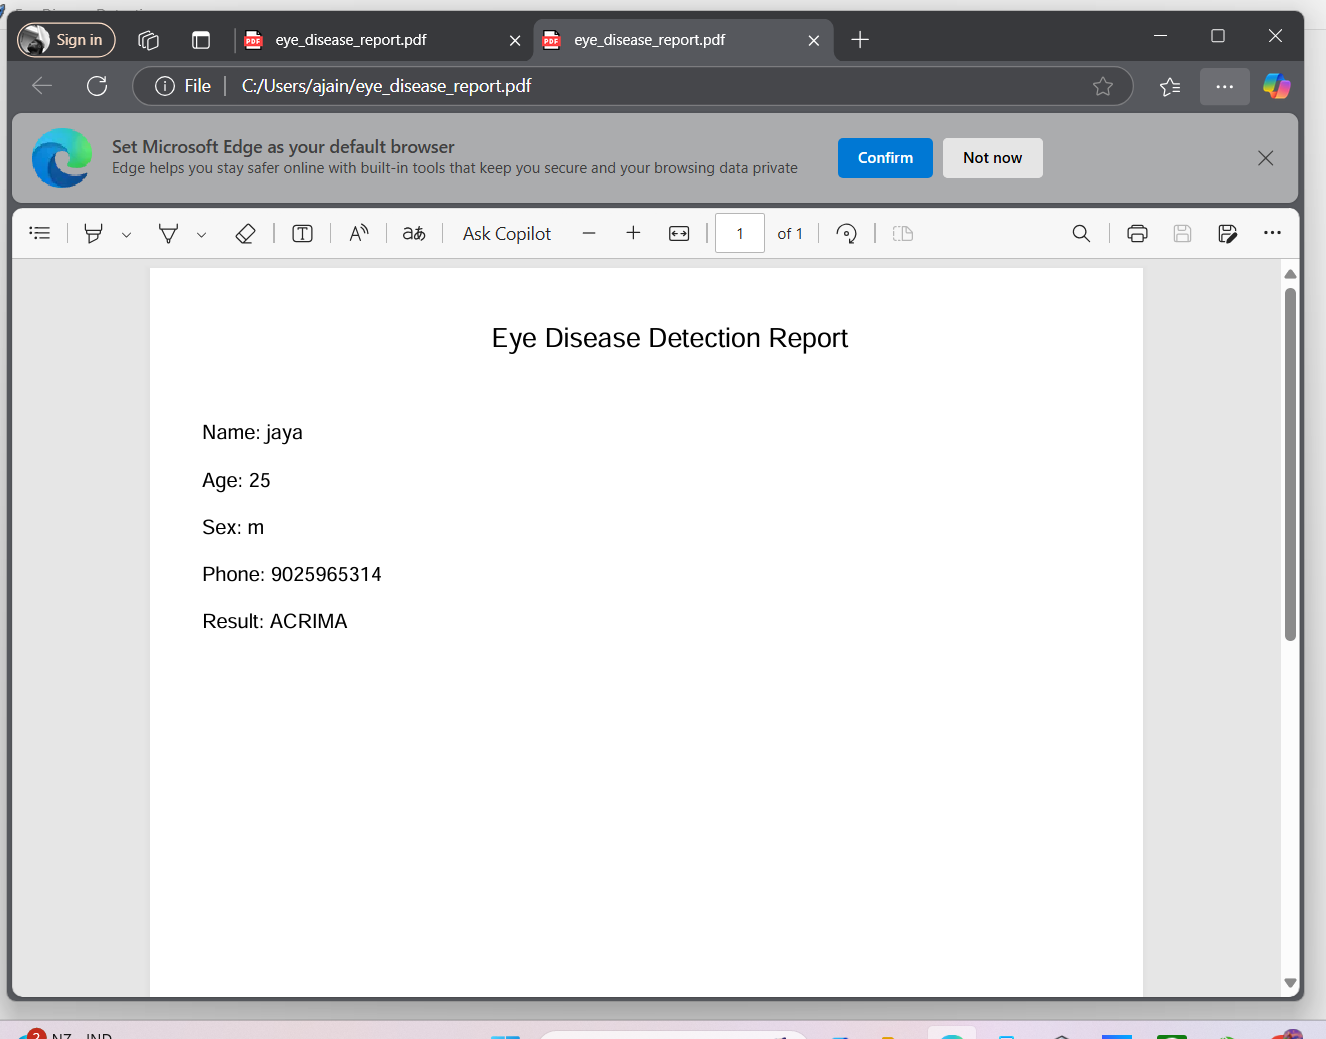 Sign in
eye_disease_report.pdf
eye_disease_report.pdf
File
C:/Users/ajain/eye_disease_report.pdf
Set Microsoft Edge as your default browser
Edge helps you stay safer online with built-in tools that keep you secure and your browsing data private
Confirm
Not now
aあ
Ask Copilot
1
of 1
Eye Disease Detection Report
Name: jaya
Age: 25
Sex: m
Phone: 9025965314
Result: ACRIMA
2